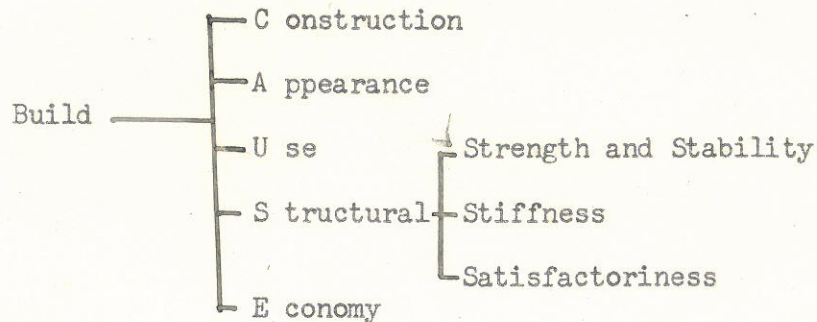 C onstruction
A ppearance
Build
U se
Strength and Stability
S tructural
Stiffness
Satisfactoriness
E conomy